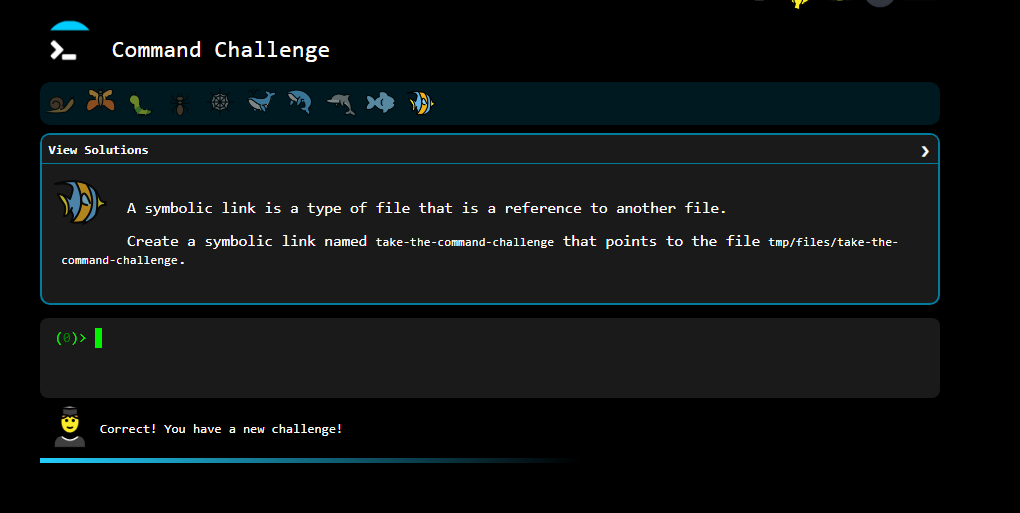 Command Challenge
View Solutions
A symbolic link is a type of file that is a reference to another file.
Create a symbolic link named take-the-command-challenge that points to the file tmp/files/take-the-
command-challenge.
(0)>
Correct! You have a new challenge!